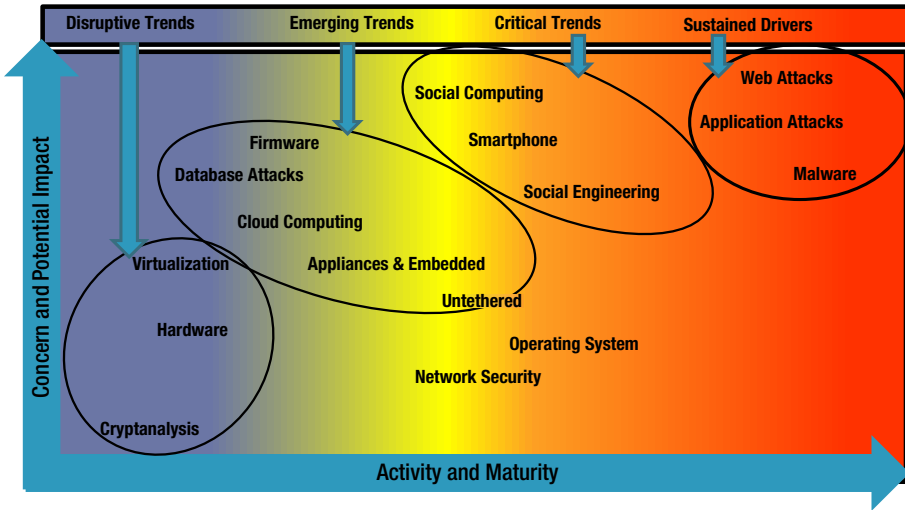 Disruptive Trends
Emerging Trends
Critical Trends
Sustained Drivers
Web Attacks
Social Computing
Application Attacks
Firmware
Smartphone
Database Attacks
Malware
Social Engineering
Cloud Computing
Virtualization
Appliances & Embedded
Untethered
Hardware
Operating System
Network Security
Cryptanalysis
Concern and Potential Impact
Activity and Maturity